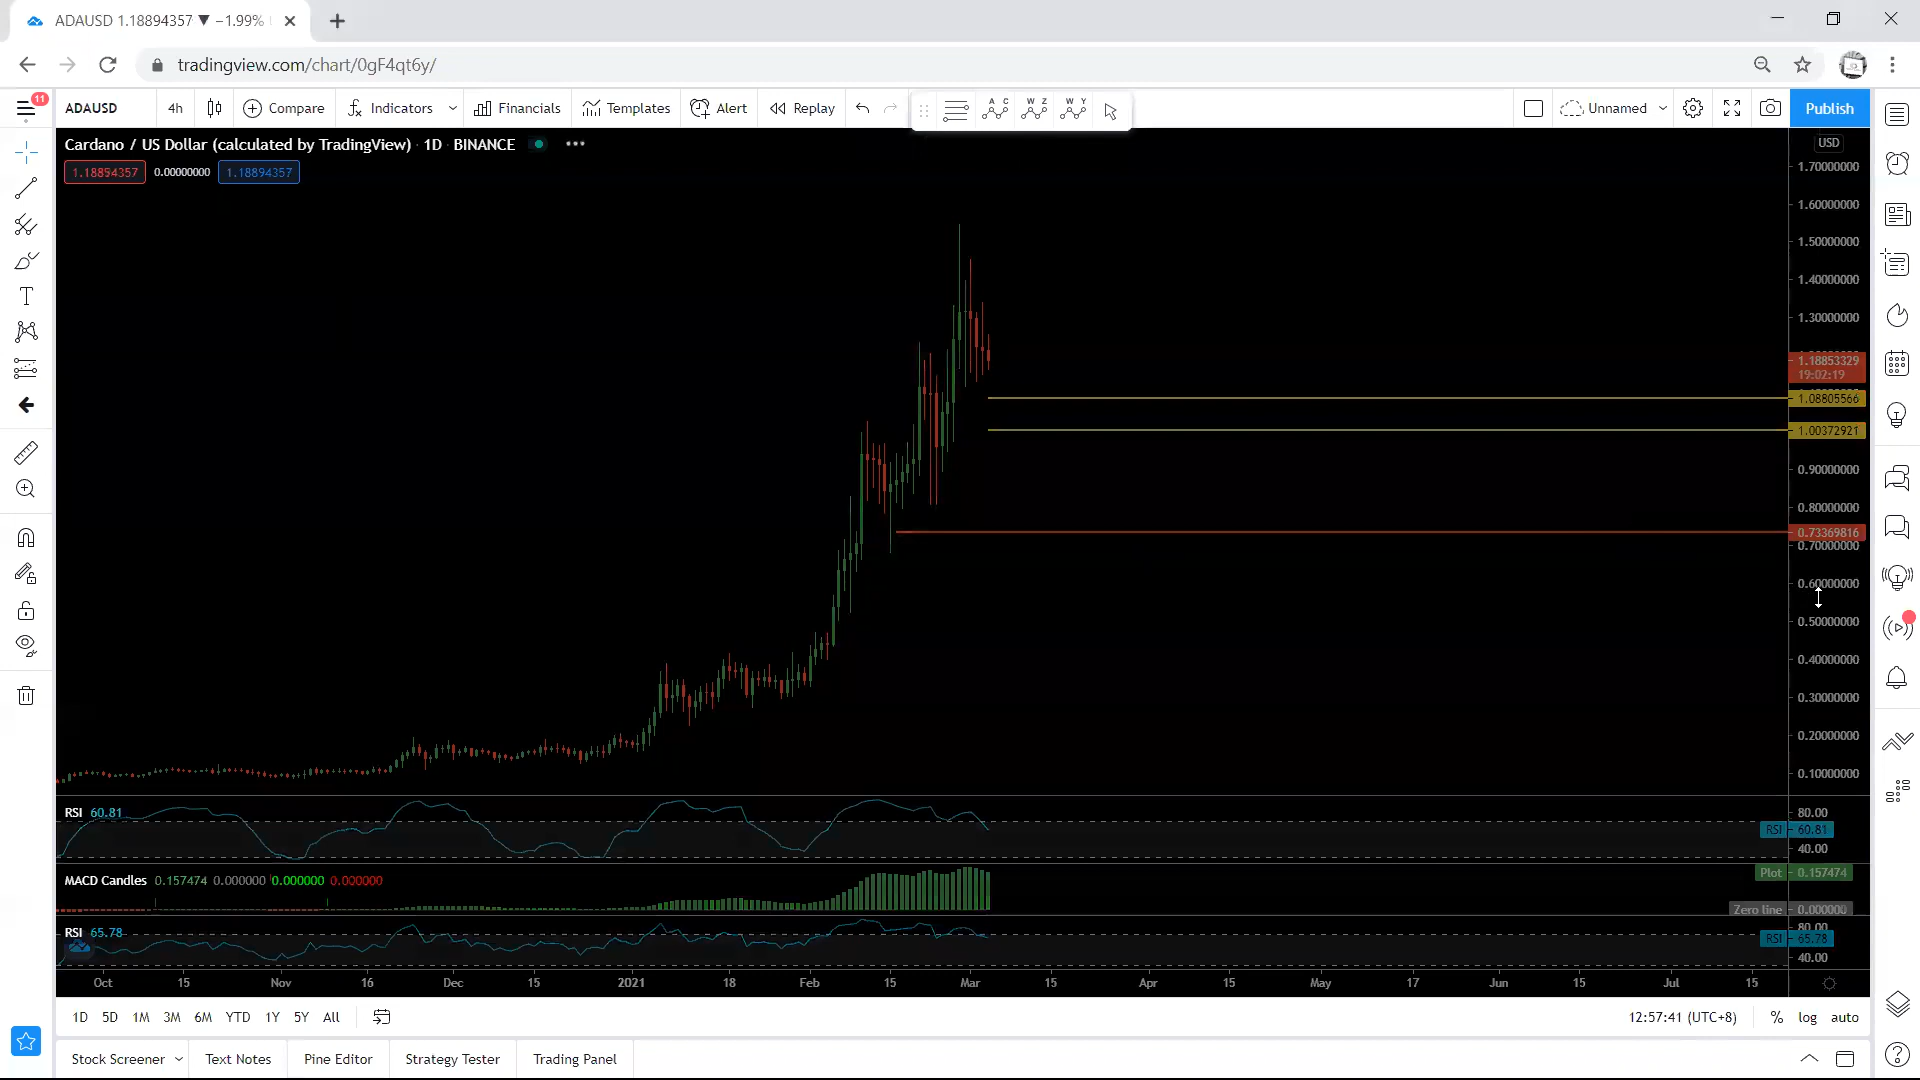 ADAUSD 1.18894357 ▼ −1.99%
tradingview.com/chart/0gF4qt6y/
11
ADAUSD 4h Compare Indicators Financials Templates Alert Replay A C W Z W Y Unnamed Publish
Cardano / US Dollar (calculated by TradingView) · 1D · BINANCE
USD
1.18894357 0.00000000 1.18894357
1.70000000
1.60000000
1.50000000
1.40000000
1.30000000
1.18853329
19:02:19
1.08805566
1.00372921
0.90000000
0.80000000
0.73369816
0.70000000
0.60000000
0.50000000
0.40000000
0.30000000
0.20000000
0.10000000
RSI 60.81
80.00
RSI 60.81
40.00
MACD Candles 0.157474 0.000000 0.000000 0.000000
Plot 0.157474
Zero line 0.000000
RSI 65.78
80.00
RSI 65.78
40.00
Oct 15 Nov 16 Dec 15 2021 18 Feb 15 Mar 15 Apr 15 May 17 Jun 15 Jul 15
1D 5D 1M 3M 6M YTD 1Y 5Y All
12:57:41 (UTC+8) % log auto
Stock Screener Text Notes Pine Editor Strategy Tester Trading Panel